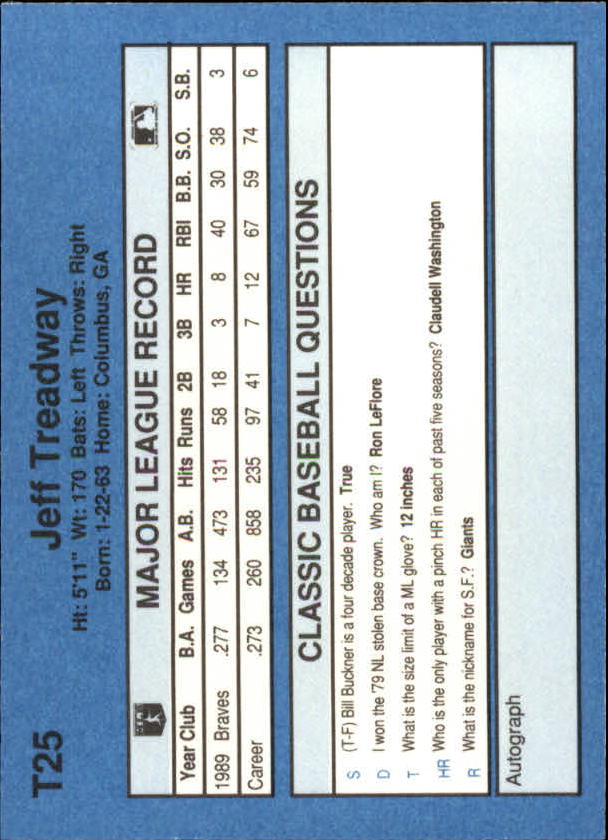 T25
Jeff Treadway
Ht: 5'11" Wt: 170 Bats: Left Throws: Right
Born: 1-22-63 Home: Columbus, GA
MAJOR LEAGUE RECORD
Year Club B.A. Games A.B. Hits Runs 2B 3B HR RBI B.B. S.O. S.B.
1989 Braves .277 134 473 131 58 18 3 8 40 30 38 3
Career .273 260 858 235 97 41 7 12 67 59 74 6
CLASSIC BASEBALL QUESTIONS
S (T-F) Bill Buckner is a four decade player. True
D I won the '79 NL stolen base crown. Who am I? Ron LeFlore
T What is the size limit of a ML glove? 12 inches
HR Who is the only player with a pinch HR in each of past five seasons? Claudell Washington
R What is the nickname for S.F.? Giants
Autograph